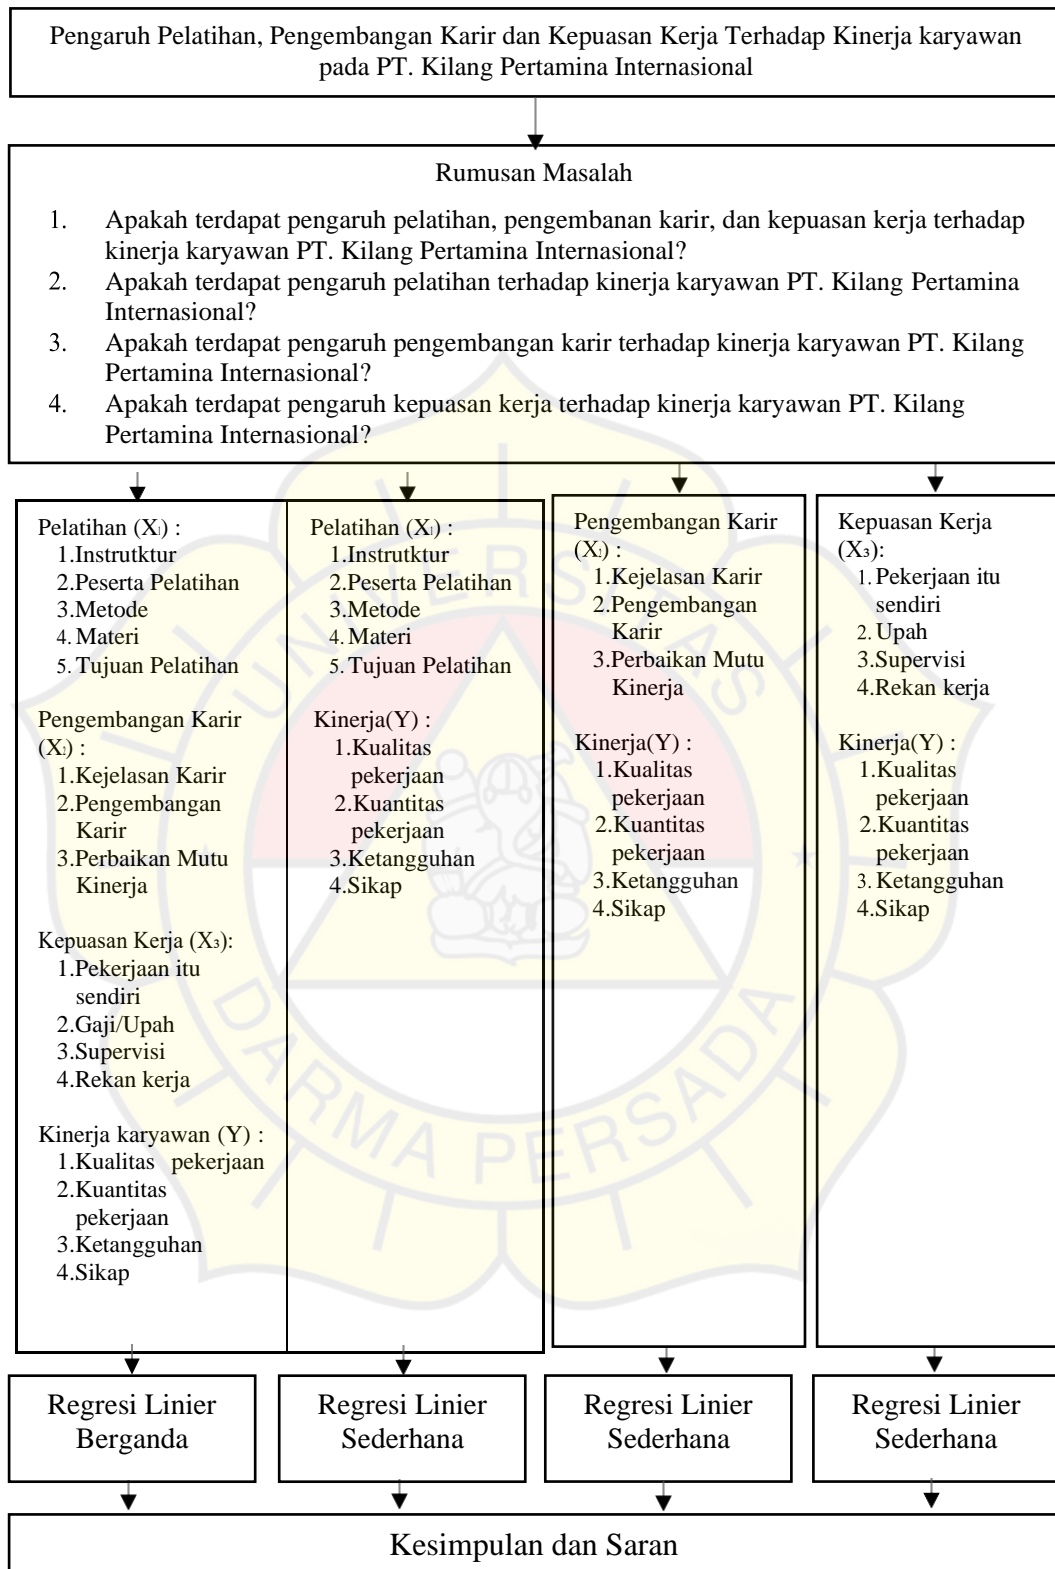 Pengaruh Pelatihan, Pengembangan Karir dan Kepuasan Kerja Terhadap Kinerja karyawan
pada PT. Kilang Pertamina Internasional
Rumusan Masalah
1. Apakah terdapat pengaruh pelatihan, pengembanan karir, dan kepuasan kerja terhadap
kinerja karyawan PT. Kilang Pertamina Internasional?
2. Apakah terdapat pengaruh pelatihan terhadap kinerja karyawan PT. Kilang Pertamina
Internasional?
3. Apakah terdapat pengaruh pengembangan karir terhadap kinerja karyawan PT. Kilang
Pertamina Internasional?
4. Apakah terdapat pengaruh kepuasan kerja terhadap kinerja karyawan PT. Kilang
Pertamina Internasional?
Pelatihan (X₁) :
1.Instrutktur
2.Peserta Pelatihan
3.Metode
4. Materi
5. Tujuan Pelatihan
Pengembangan Karir
(X₂) :
1.Kejelasan Karir
2.Pengembangan
Karir
3.Perbaikan Mutu
Kinerja
Kepuasan Kerja (X₃):
1.Pekerjaan itu
sendiri
2.Gaji/Upah
3.Supervisi
4.Rekan kerja
Kinerja karyawan (Y) :
1.Kualitas pekerjaan
2.Kuantitas
pekerjaan
3.Ketangguhan
4.Sikap
Pelatihan (X₁) :
1.Instrutktur
2.Peserta Pelatihan
3.Metode
4. Materi
5. Tujuan Pelatihan
Kinerja(Y) :
1.Kualitas
pekerjaan
2.Kuantitas
pekerjaan
3.Ketangguhan
4.Sikap
Pengembangan Karir
(X₂) :
1.Kejelasan Karir
2.Pengembangan
Karir
3.Perbaikan Mutu
Kinerja
Kinerja(Y) :
1.Kualitas
pekerjaan
2.Kuantitas
pekerjaan
3.Ketangguhan
4.Sikap
Kepuasan Kerja
(X₃):
1. Pekerjaan itu
sendiri
2. Upah
3.Supervisi
4.Rekan kerja
Kinerja(Y) :
1.Kualitas
pekerjaan
2.Kuantitas
pekerjaan
3. Ketangguhan
4.Sikap
Regresi Linier
Berganda
Regresi Linier
Sederhana
Regresi Linier
Sederhana
Regresi Linier
Sederhana
Kesimpulan dan Saran
UNIVERSITAS
DARMA PERSADA